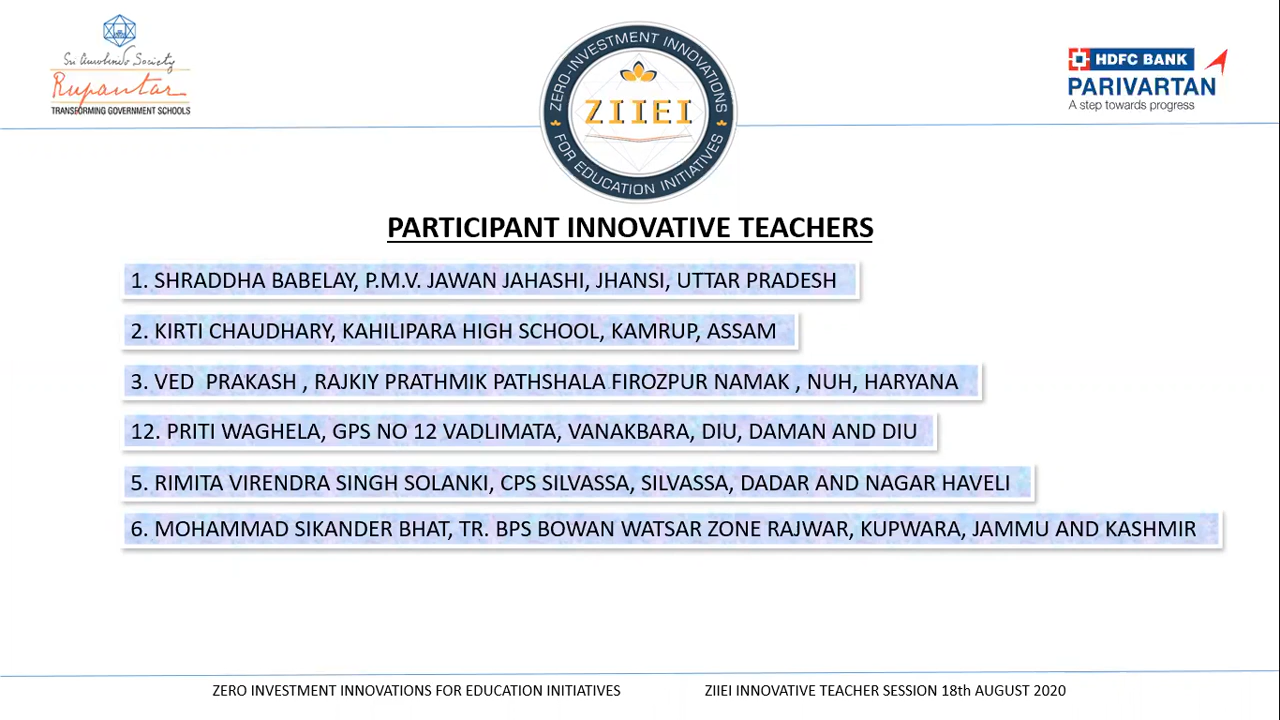 Sri Aurobindo Society
Rupantar
TRANSFORMING GOVERNMENT SCHOOLS
ZERO-INVESTMENT INNOVATIONS
ZIIEI
FOR EDUCATION INITIATIVES
HDFC BANK
PARIVARTAN
A step towards progress
PARTICIPANT INNOVATIVE TEACHERS
1. SHRADDHA BABELAY, P.M.V. JAWAN JAHASHI, JHANSI, UTTAR PRADESH
2. KIRTI CHAUDHARY, KAHILIPARA HIGH SCHOOL, KAMRUP, ASSAM
3. VED  PRAKASH , RAJKIY PRATHMIK PATHSHALA FIROZPUR NAMAK , NUH, HARYANA
12. PRITI WAGHELA, GPS NO 12 VADLIMATA, VANAKBARA, DIU, DAMAN AND DIU
5. RIMITA VIRENDRA SINGH SOLANKI, CPS SILVASSA, SILVASSA, DADAR AND NAGAR HAVELI
6. MOHAMMAD SIKANDER BHAT, TR. BPS BOWAN WATSAR ZONE RAJWAR, KUPWARA, JAMMU AND KASHMIR
ZERO INVESTMENT INNOVATIONS FOR EDUCATION INITIATIVES
ZIIEI INNOVATIVE TEACHER SESSION 18th AUGUST 2020